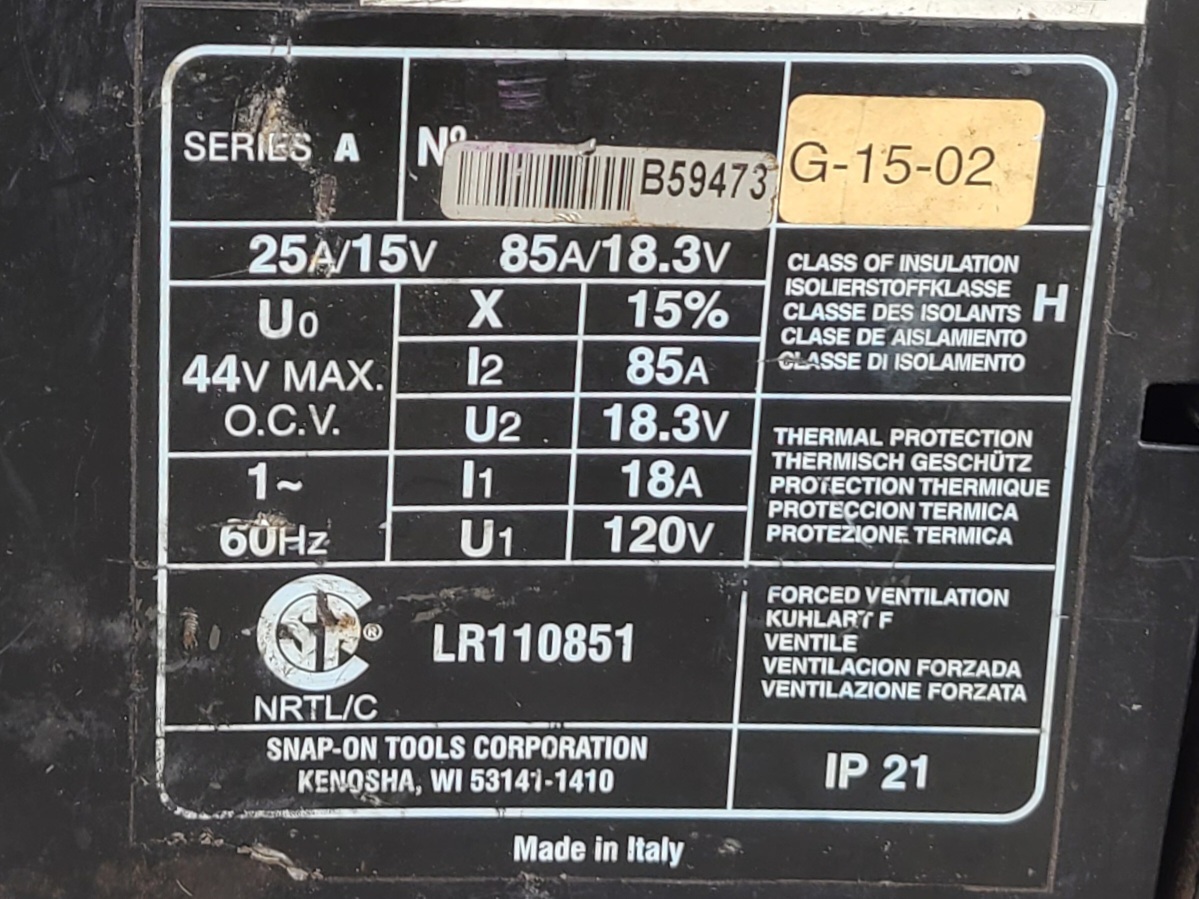 SERIES A
Nº
B59473
G-15-02
25A/15V 85A/18.3V
U0
44V MAX.
O.C.V.
X 15%
I2 85A
U2 18.3V
1~
60Hz
I1 18A
U1 120V
CLASS OF INSULATION
ISOLIERSTOFFKLASSE
CLASSE DES ISOLANTS H
CLASE DE AISLAMIENTO
CLASSE DI ISOLAMENTO
THERMAL PROTECTION
THERMISCH GESCHÜTZ
PROTECTION THERMIQUE
PROTECCION TERMICA
PROTEZIONE TERMICA
SA ®
NRTL/C
LR110851
FORCED VENTILATION
KUHLART F
VENTILE
VENTILACION FORZADA
VENTILAZIONE FORZATA
SNAP-ON TOOLS CORPORATION
KENOSHA, WI 53141-1410
IP 21
Made in Italy